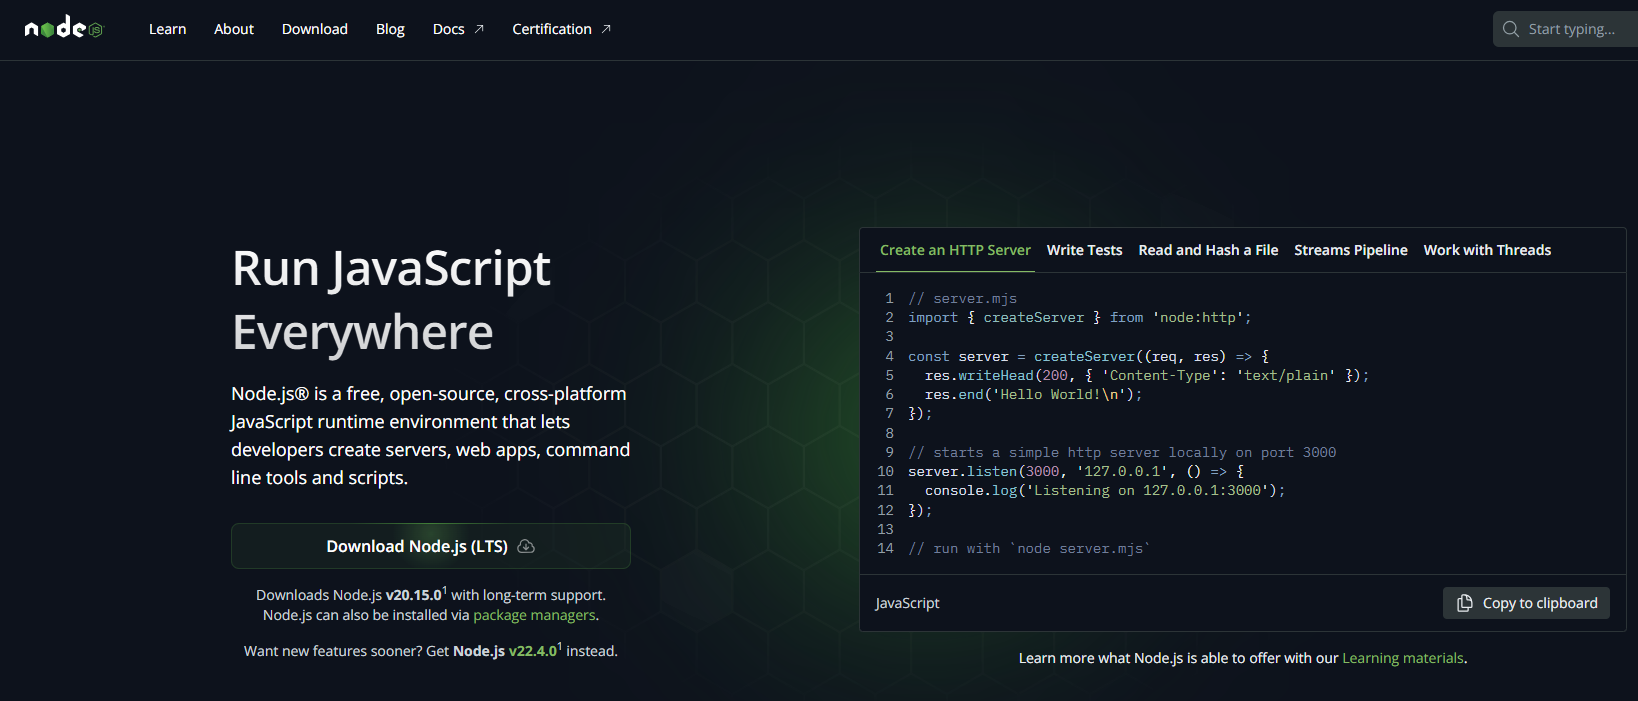 node JS
Learn About Download Blog Docs ↗ Certification ↗
Start typing...
Run JavaScript
Everywhere
Node.js® is a free, open-source, cross-platform
JavaScript runtime environment that lets
developers create servers, web apps, command
line tools and scripts.
Download Node.js (LTS)
Downloads Node.js v20.15.0¹ with long-term support.
Node.js can also be installed via package managers.
Want new features sooner? Get Node.js v22.4.0¹ instead.
Create an HTTP Server Write Tests Read and Hash a File Streams Pipeline Work with Threads
1 // server.mjs
2 import { createServer } from 'node:http';
3
4 const server = createServer((req, res) => {
5   res.writeHead(200, { 'Content-Type': 'text/plain' });
6   res.end('Hello World!\n');
7 });
8
9 // starts a simple http server locally on port 3000
10 server.listen(3000, '127.0.0.1', () => {
11   console.log('Listening on 127.0.0.1:3000');
12 });
13
14 // run with `node server.mjs`
JavaScript
Copy to clipboard
Learn more what Node.js is able to offer with our Learning materials.